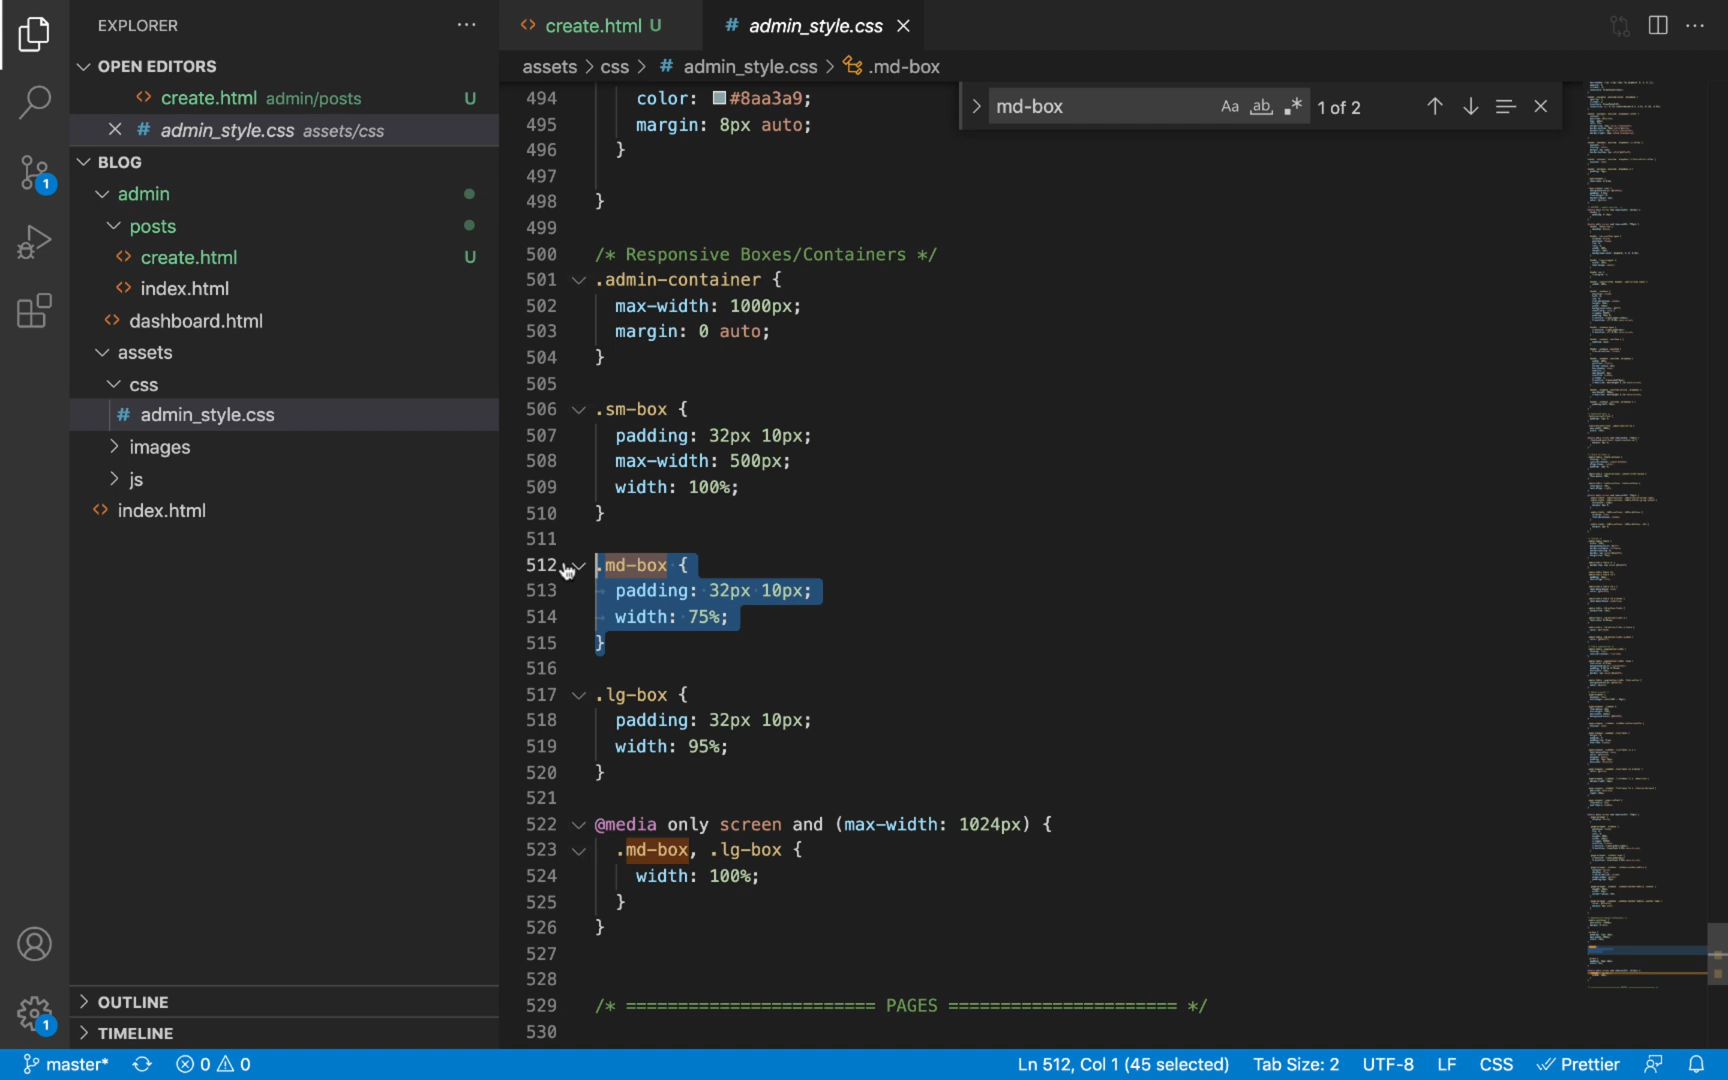 EXPLORER
OPEN EDITORS
create.html admin/posts U
admin_style.css assets/css
BLOG
admin
posts
create.html U
index.html
dashboard.html
assets
css
# admin_style.css
images
js
index.html
OUTLINE
TIMELINE
create.html U
# admin_style.css
assets > css > # admin_style.css > .md-box
md-box Aa ab 1 of 2
494 color: #8aa3a9;
495 margin: 8px auto;
496 }
497
498 }
499
500 /* Responsive Boxes/Containers */
501 .admin-container {
502 max-width: 1000px;
503 margin: 0 auto;
504 }
505
506 .sm-box {
507 padding: 32px 10px;
508 max-width: 500px;
509 width: 100%;
510 }
511
512 .md-box {
513 padding: 32px 10px;
514 width: 75%;
515 }
516
517 .lg-box {
518 padding: 32px 10px;
519 width: 95%;
520 }
521
522 @media only screen and (max-width: 1024px) {
523 .md-box, .lg-box {
524 width: 100%;
525 }
526 }
527
528
529 /* ======================== PAGES ====================== */
530
1
1
master* 0 0 Ln 512, Col 1 (45 selected) Tab Size: 2 UTF-8 LF CSS Prettier